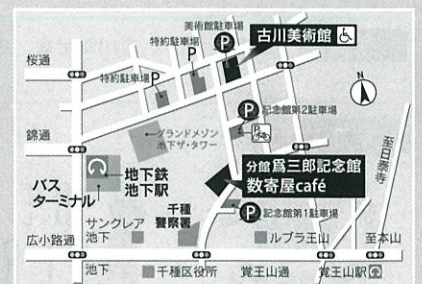 美術館駐車場
古川美術館
特約駐車場
P
P
桜通
特約駐車場
P
N
P
記念館第2駐車場
P
グランドメゾン
池下ザ・タワー
錦通
至日泰寺
分館爲三郎記念館
数寄屋café
地下鉄
池下駅
バス
ターミナル
P
記念館第1駐車場
サンクレア
池下
千種
警察署
ルプラ王山
広小路通
至本山
池下
千種区役所
覚王山通
覚王山駅